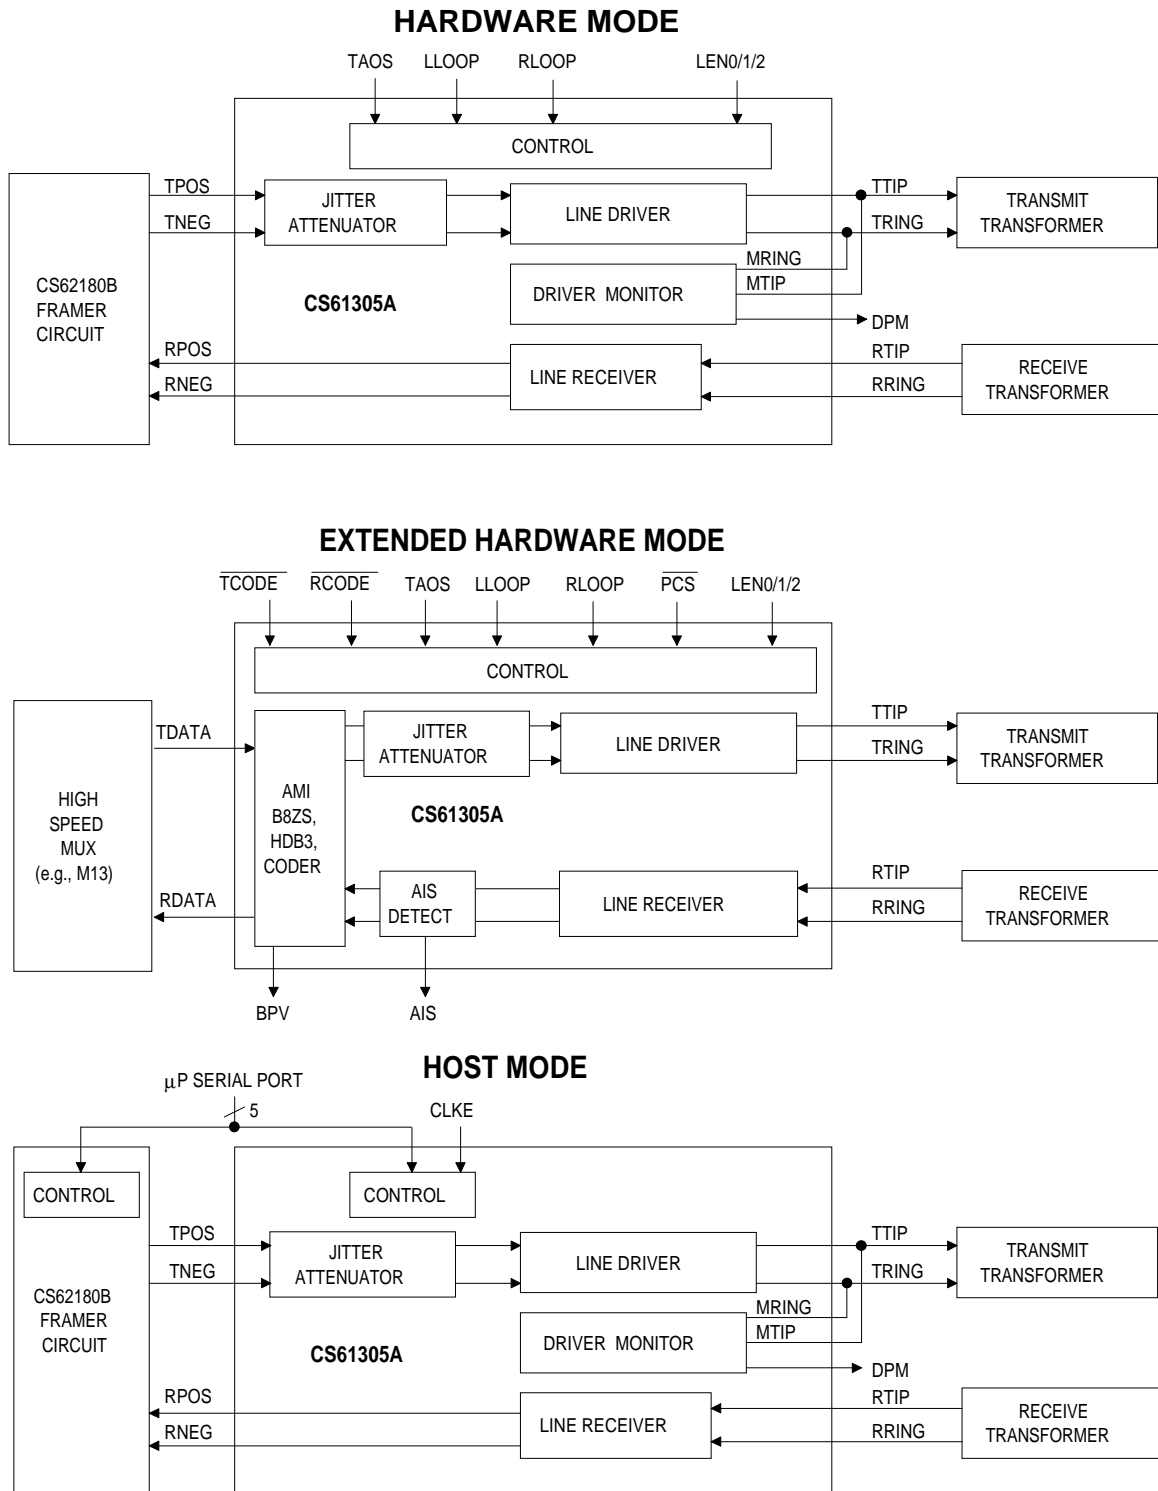 HARDWARE MODE
TAOS LLOOP RLOOP LEN0/1/2
CONTROL
TPOS
TNEG
JITTER
ATTENUATOR
LINE DRIVER
TTIP
TRING
TRANSMIT
TRANSFORMER
MRING
MTIP
DRIVER MONITOR
DPM
CS62180B
FRAMER
CIRCUIT
CS61305A
RPOS
RNEG
LINE RECEIVER
RTIP
RRING
RECEIVE
TRANSFORMER
EXTENDED HARDWARE MODE
TCODE RCODE TAOS LLOOP RLOOP PCS LEN0/1/2
CONTROL
TDATA
JITTER
ATTENUATOR
LINE DRIVER
TTIP
TRING
TRANSMIT
TRANSFORMER
HIGH
SPEED
MUX
(e.g., M13)
AMI
B8ZS,
HDB3,
CODER
CS61305A
RDATA
AIS
DETECT
LINE RECEIVER
RTIP
RRING
RECEIVE
TRANSFORMER
BPV
AIS
HOST MODE
μP SERIAL PORT
5
CLKE
CONTROL
CONTROL
TPOS
TNEG
JITTER
ATTENUATOR
LINE DRIVER
TTIP
TRING
TRANSMIT
TRANSFORMER
MRING
MTIP
DRIVER MONITOR
DPM
CS62180B
FRAMER
CIRCUIT
CS61305A
RPOS
RNEG
LINE RECEIVER
RTIP
RRING
RECEIVE
TRANSFORMER